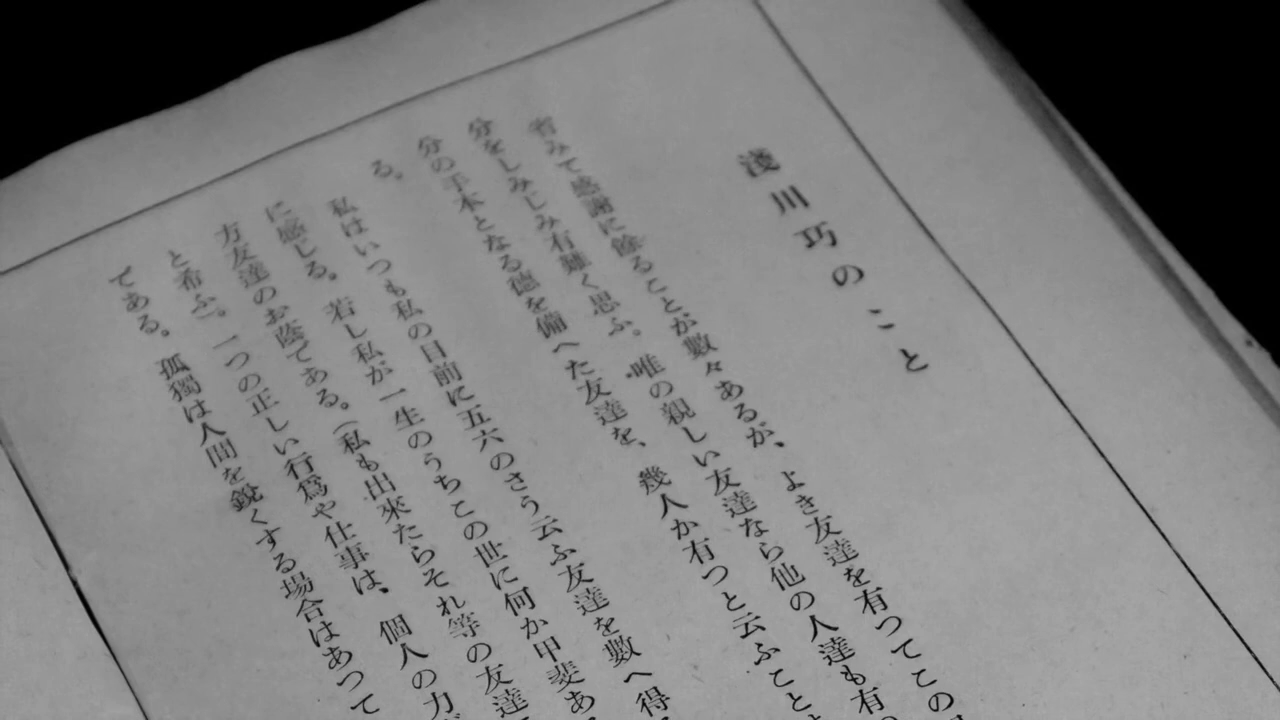 淺川巧のこと
省みて感謝に餘ることが數々あるが、よき友達を有つてこの
分をしみじみ有難く思ふ。唯の親しい友達なら他の人達も有
分の手本となる德を備へた友達を、幾人か有つと云ふことは
る。
私はいつも私の目前に五六のさう云ふ友達を數へ得
に感じる。若し私が一生のうちこの世に何か甲斐ある
方友達のお蔭である。(私も出來たらそれ等の友達
と希ふ)。一つの正しい行爲や仕事は、個人の力
である。孤獨は人間を銳くする場合はあつて